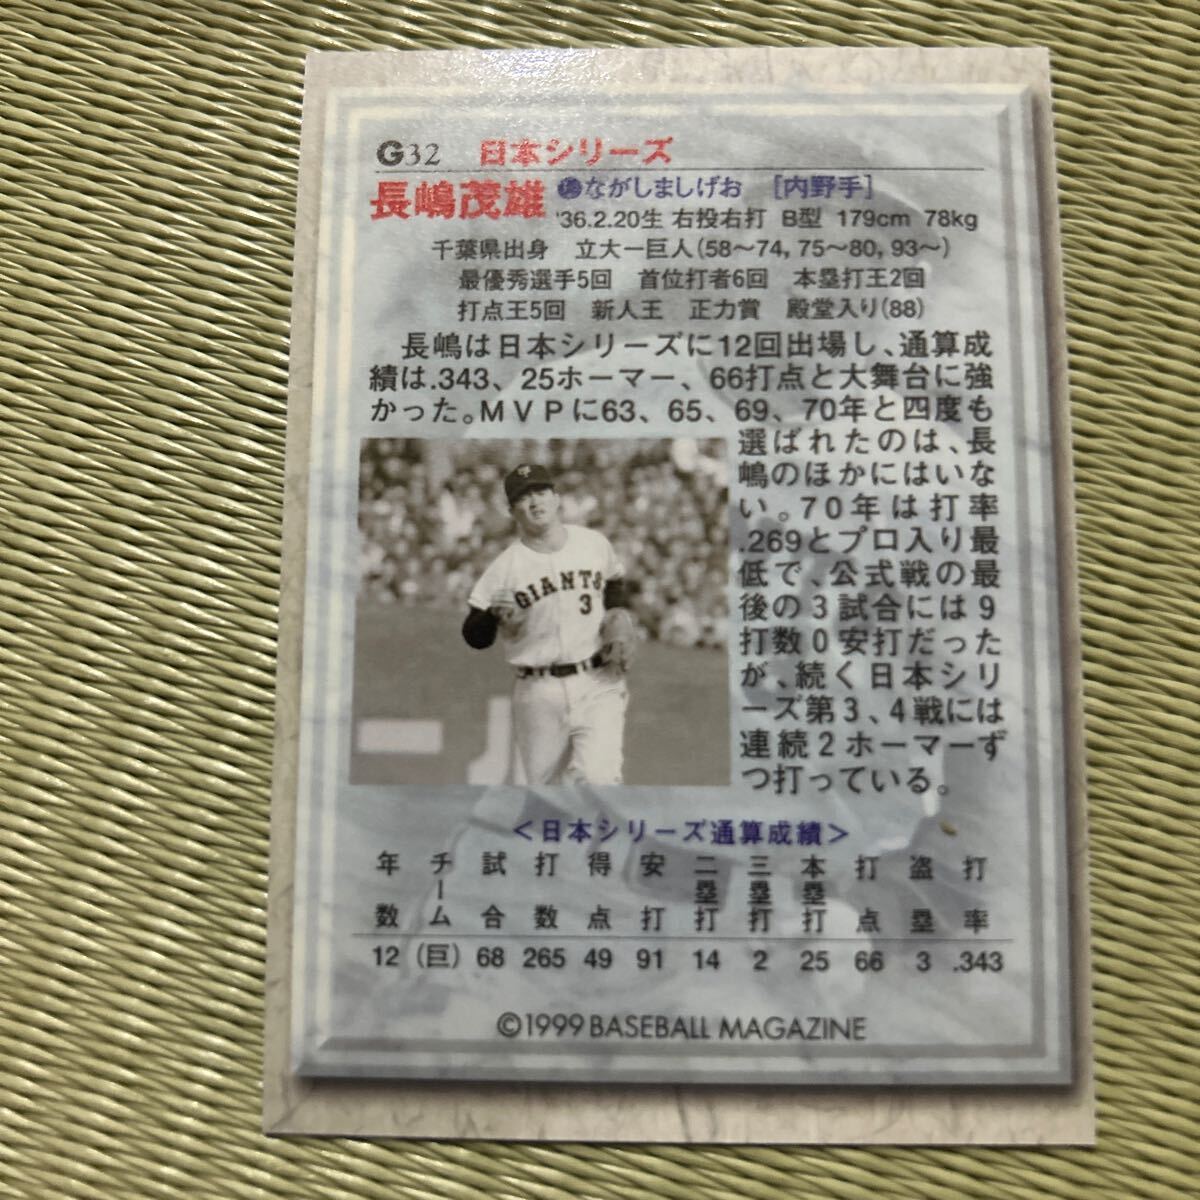 G32 日本シリーズ
長嶋茂雄 ながしましげお [内野手]
'36.2.20生 右投右打 B型 179cm 78kg
千葉県出身 立大ー巨人(58〜74, 75〜80, 93〜)
最優秀選手5回 首位打者6回 本塁打王2回
打点王5回 新人王 正力賞 殿堂入り(88)
長嶋は日本シリーズに12回出場し、通算成
績は.343、25ホーマー、66打点と大舞台に強
かった。MVPに63、65、69、70年と四度も
選ばれたのは、長
嶋のほかにはいな
い。70年は打率
.269とプロ入り最
低で、公式戦の最
後の3試合には9
打数0安打だった
が、続く日本シリ
ーズ第3、4戦には
連続2ホーマーず
つ打っている。
GIANTS
3
<日本シリーズ通算成績>
年数 チーム 試合 打数 得点 安打 二塁打 三塁打 本塁打 打点 盗塁 打率
12 (巨) 68 265 49 91 14 2 25 66 3 .343
©1999 BASEBALL MAGAZINE